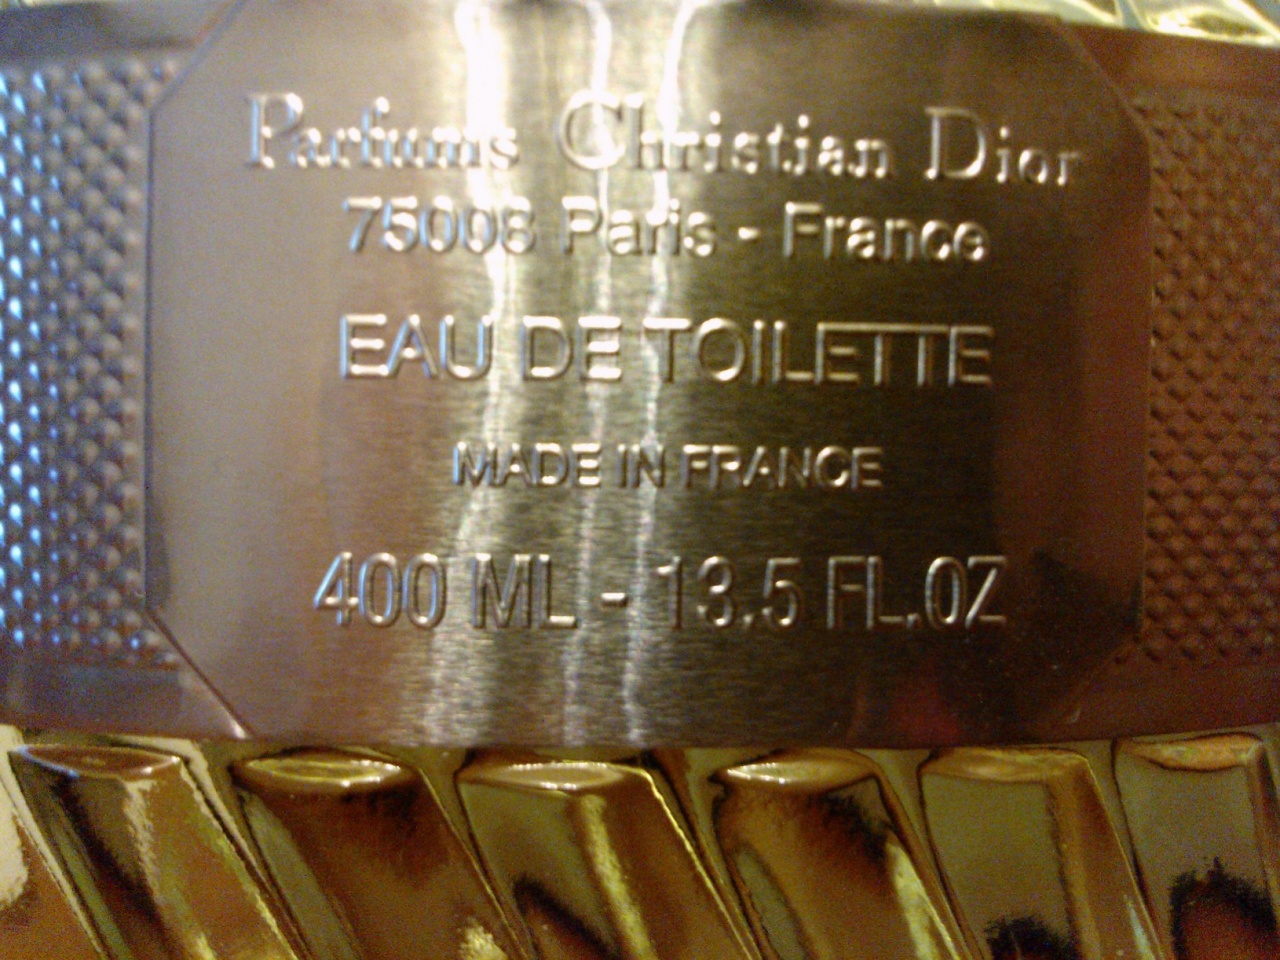 Parfums Christian Dior
75008 Paris - France
EAU DE TOILETTE
MADE IN FRANCE
400 ML - 13.5 FL.OZ